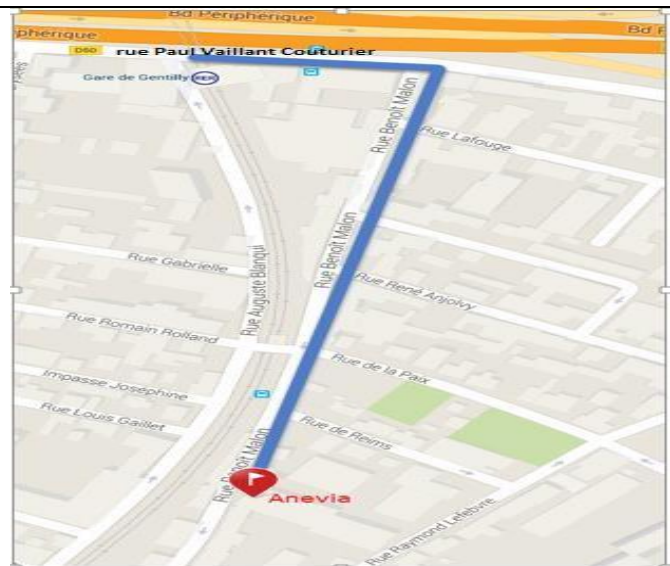 Bd Périphérique
phérique
Bd P
D50 rue Paul Vaillant Couturier
Gare de Gentilly RER
Rue Benoît Malon
Rue Lafouge
Rue Benoît Malon
Rue Gabrielle
Rue Auguste Blanqui
Rue René Anjolvy
Rue Romain Rolland
Rue de la Paix
Impasse Joséphine
Rue Louis Gaillet
Rue de Reims
Rue Benoît Malon
Anevia
Rue Raymond Lefebvre